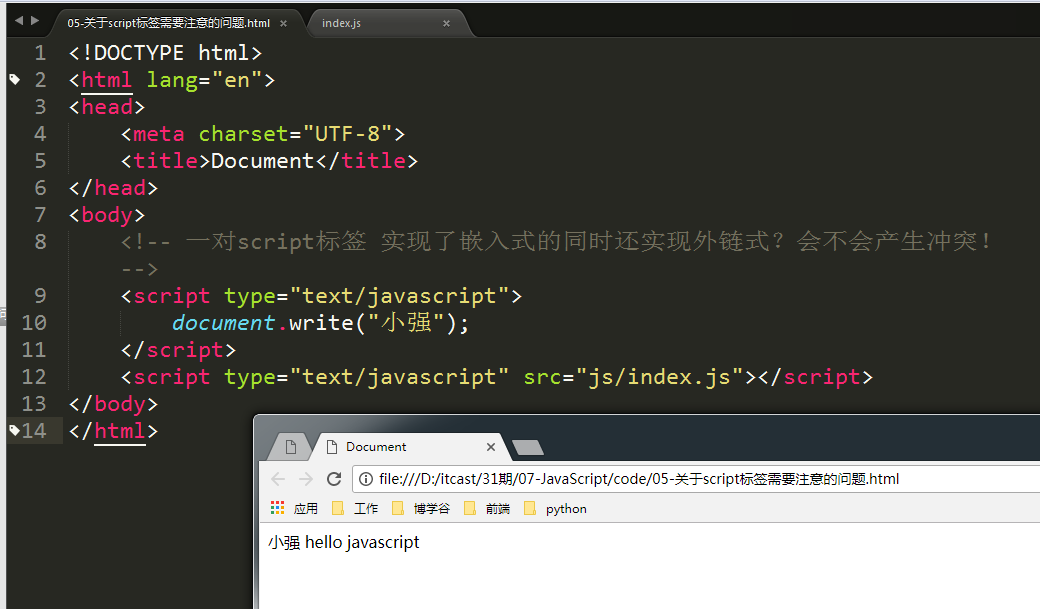 05-关于script标签需要注意的问题.html × index.js ×
1 <!DOCTYPE html>
2 <html lang="en">
3 <head>
4 <meta charset="UTF-8">
5 <title>Document</title>
6 </head>
7 <body>
8 <!-- 一对script标签 实现了嵌入式的同时还实现外链式？会不会产生冲突！
-->
9 <script type="text/javascript">
10 document.write("小强");
11 </script>
12 <script type="text/javascript" src="js/index.js"></script>
13 </body>
14 </html>
Document ×
file:///D:/itcast/31期/07-JavaScript/code/05-关于script标签需要注意的问题.html
应用 工作 博学谷 前端 python
小强 hello javascript